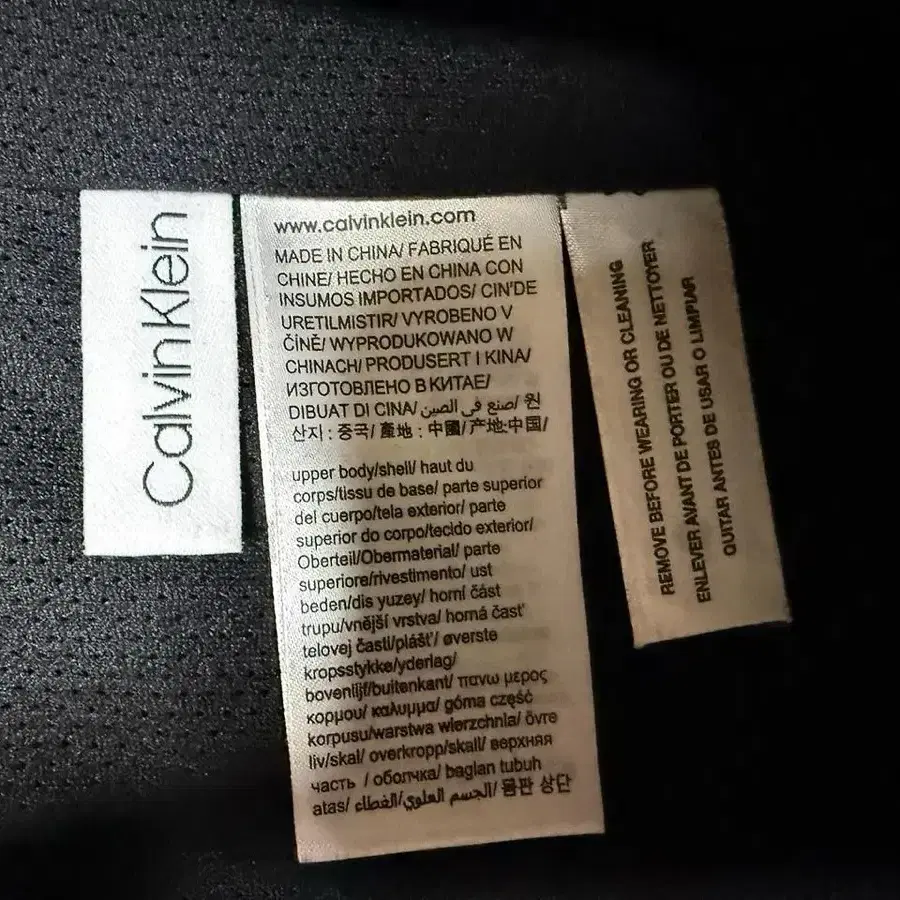 Calvin Klein
www.calvinklein.com
MADE IN CHINA/ FABRIQUÉ EN
CHINE/ HECHO EN CHINA CON
INSUMOS IMPORTADOS/ CIN'DE
URETILMISTIR/ VYROBENO V
ČÍNĚ/ WYPRODUKOWANO W
CHINACH/ PRODUSERT I KINA/
ИЗГОТОВЛЕНО В КИТАЕ/
DIBUAT DI CINA/ صنع في الصين/ 원
산지 : 중국/ 產地 : 中國/ 产地:中国/
upper body/shell/ haut du
corps/tissu de base/ parte superior
del cuerpo/tela exterior/ parte
superior do corpo/tecido exterior/
Oberteil/Obermaterial/ parte
superiore/rivestimento/ ust
beden/dis yuzey/ horní část
trupu/vnější vrstva/ horná časť
telovej časti/plášť/ øverste
kropsstykke/yderlag/
bovenlijf/buitenkant/ πανω μερος
κορμου/ καλυμμα/ górna część
korpusu/warstwa wierzchnia/ övre
liv/skal/ overkropp/skall/ верхняя
часть / оболчка/ bagian tubuh
atas/ الجسم العلوي/الغطاء/ 몸판 상단
REMOVE BEFORE WEARING OR CLEANING
ENLEVER AVANT DE PORTER OU DE NETTOYER
QUITAR ANTES DE USAR O LIMPIAR